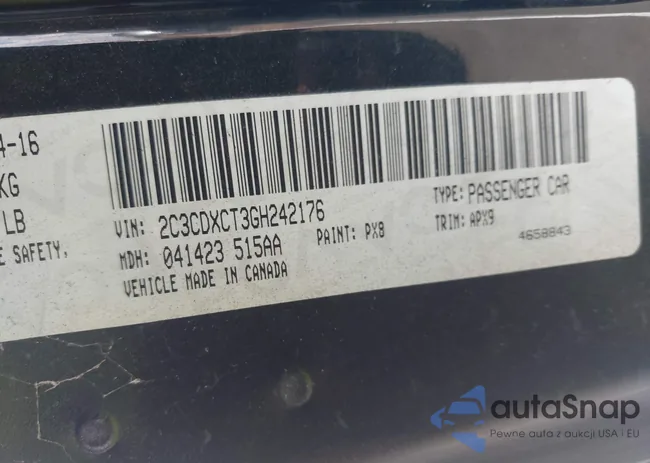 4-16
KG
LB
E SAFETY,
VIN: 2C3CDXCT3GH242176
TYPE: PASSENGER CAR
MDH: 041423 515AA
PAINT: PX8
TRIM: APX9
VEHICLE MADE IN CANADA
4658843
autaSnap
Pewne auta z aukcji USA i EU